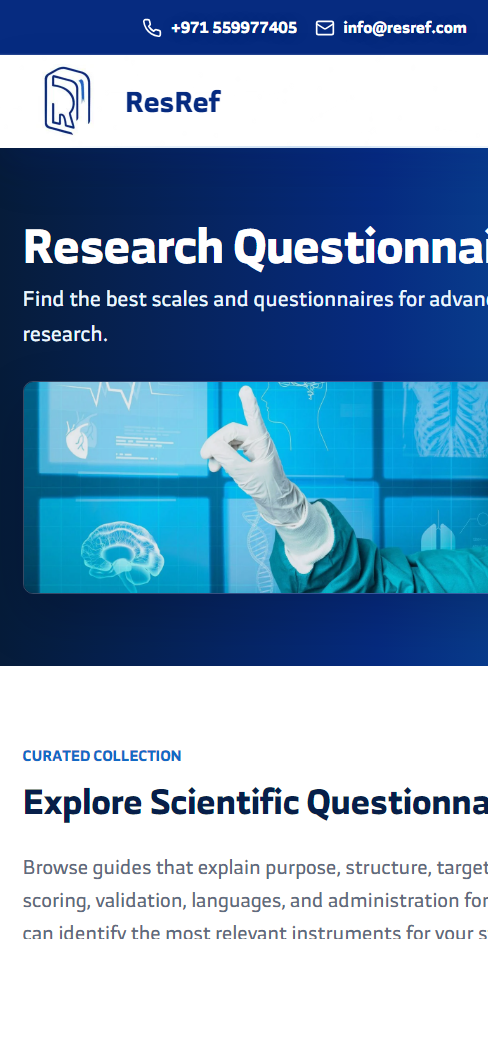 +971 559977405 info@resref.com
ResRef
Research Questionnai
Find the best scales and questionnaires for advan
research.
CURATED COLLECTION
Explore Scientific Questionna
Browse guides that explain purpose, structure, target
scoring, validation, languages, and administration for
can identify the most relevant instruments for your s